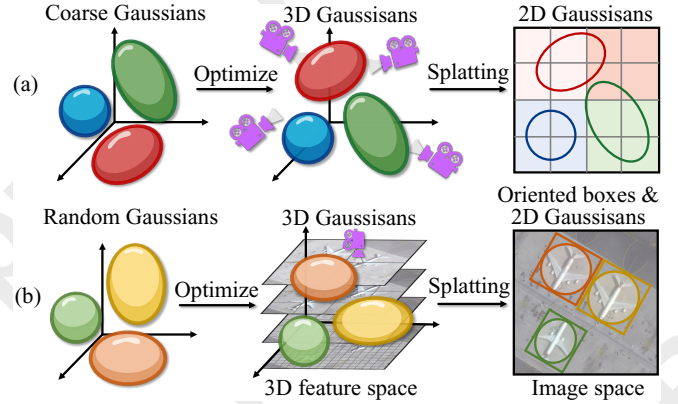 Coarse Gaussians
3D Gaussisans
2D Gaussisans
(a)
Optimize
Splatting
Random Gaussians
3D Gaussisans
Oriented boxes &
2D Gaussisans
(b)
Optimize
Splatting
3D feature space
Image space